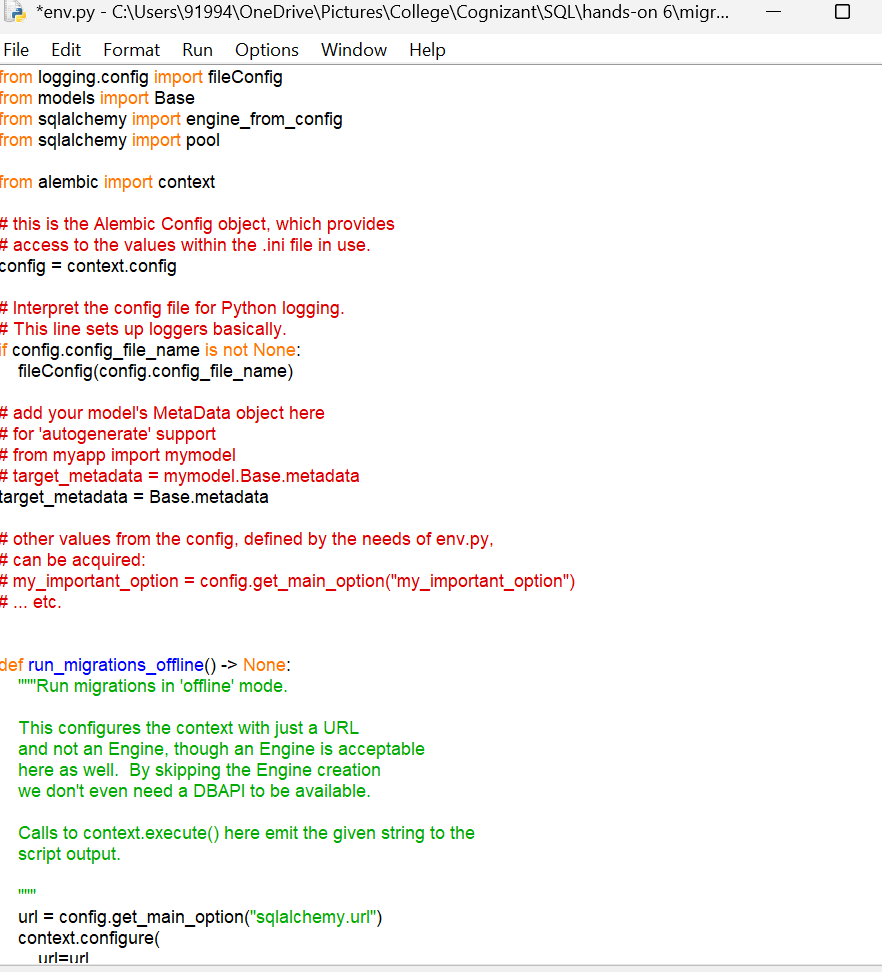 *env.py - C:\Users\91994\OneDrive\Pictures\College\Cognizant\SQL\hands-on 6\migr...
File Edit Format Run Options Window Help
from logging.config import fileConfig
from models import Base
from sqlalchemy import engine_from_config
from sqlalchemy import pool

from alembic import context

# this is the Alembic Config object, which provides
# access to the values within the .ini file in use.
config = context.config

# Interpret the config file for Python logging.
# This line sets up loggers basically.
if config.config_file_name is not None:
    fileConfig(config.config_file_name)

# add your model's MetaData object here
# for 'autogenerate' support
# from myapp import mymodel
# target_metadata = mymodel.Base.metadata
target_metadata = Base.metadata

# other values from the config, defined by the needs of env.py,
# can be acquired:
# my_important_option = config.get_main_option("my_important_option")
# ... etc.


def run_migrations_offline() -> None:
    """Run migrations in 'offline' mode.

    This configures the context with just a URL
    and not an Engine, though an Engine is acceptable
    here as well.  By skipping the Engine creation
    we don't even need a DBAPI to be available.

    Calls to context.execute() here emit the given string to the
    script output.

    """
    url = config.get_main_option("sqlalchemy.url")
    context.configure(
        url=url